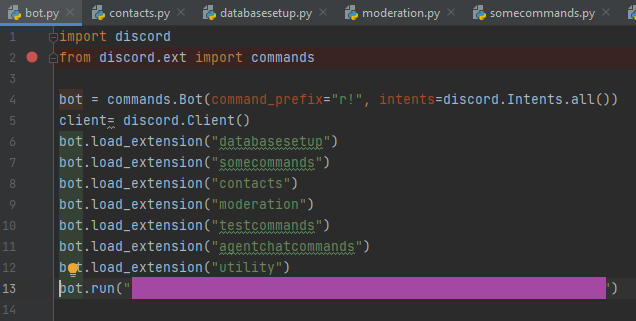 bot.py contacts.py databasesetup.py moderation.py somecommands.py
1 import discord
2 from discord.ext import commands
3
4 bot = commands.Bot(command_prefix="r!", intents=discord.Intents.all())
5 client= discord.Client()
6 bot.load_extension("databasesetup")
7 bot.load_extension("somecommands")
8 bot.load_extension("contacts")
9 bot.load_extension("moderation")
10 bot.load_extension("testcommands")
11 bot.load_extension("agentchatcommands")
12 bot.load_extension("utility")
13 bot.run("")
14